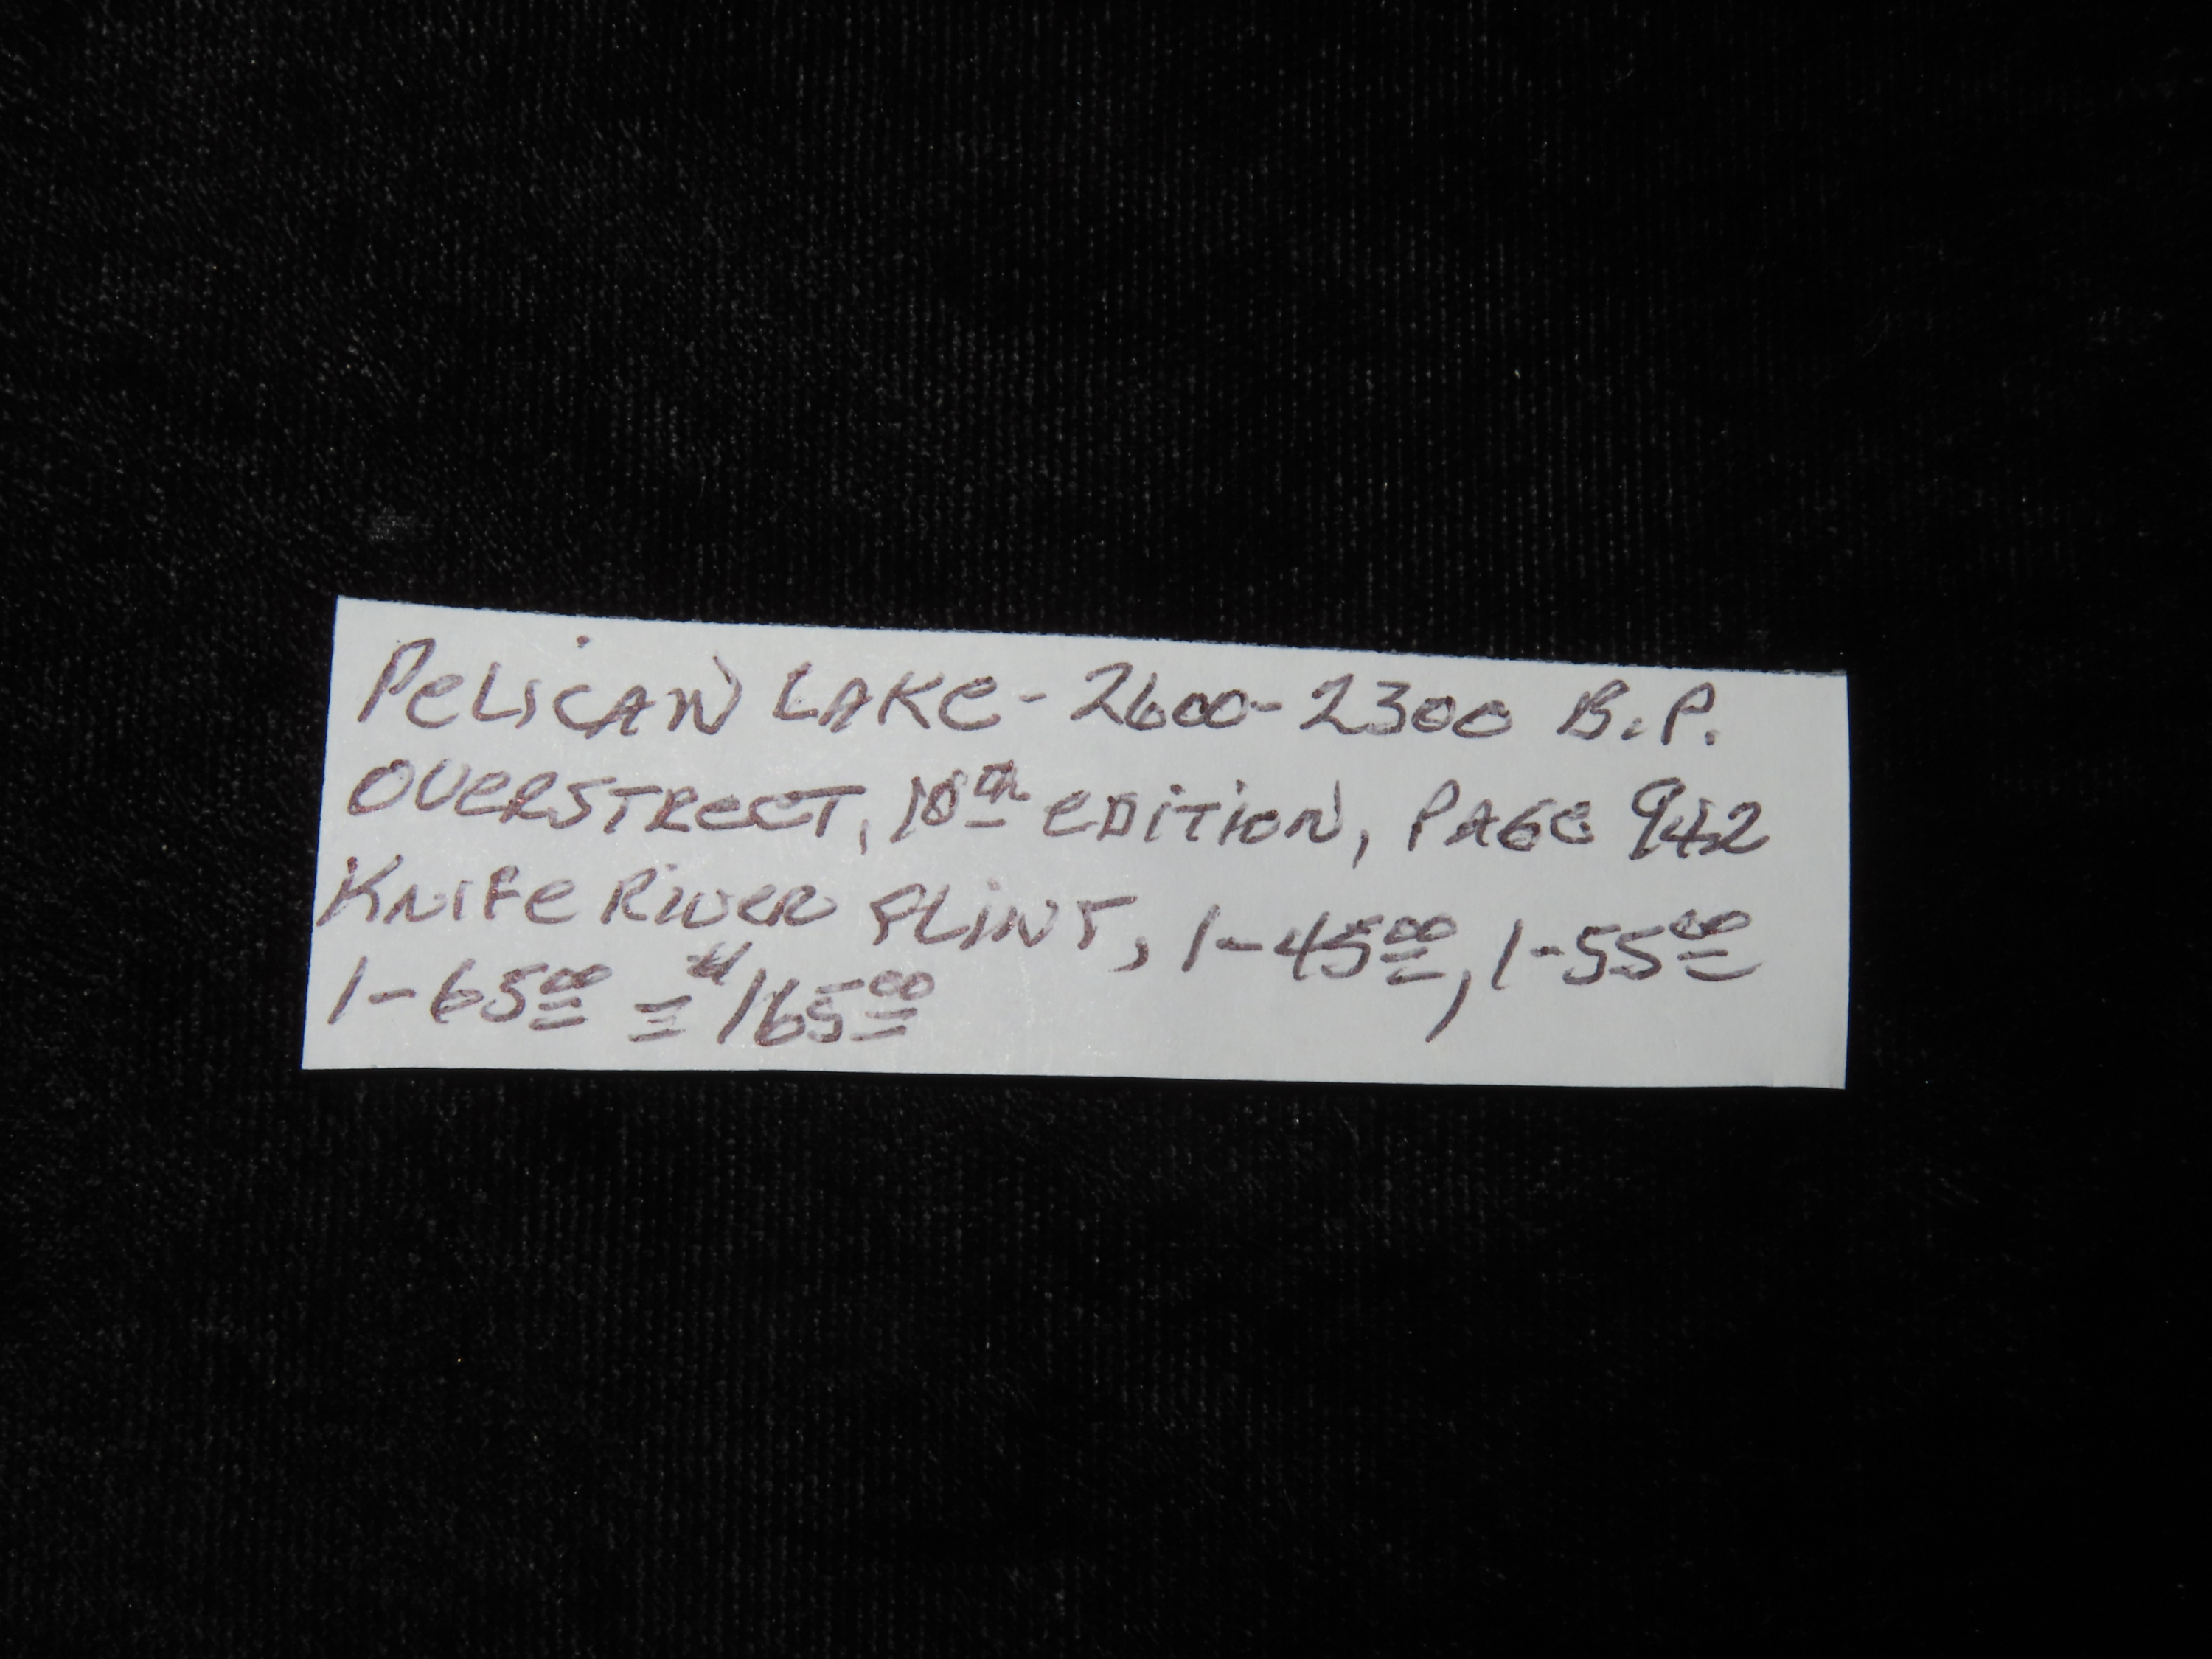 PELICAN LAKE - 2600-2300 B.P.
OVERSTREET, 10th EDITION, PAGE 942
KNIFE RIVER FLINT, 1-45.00, 1-55.00
1-65.00 = $165.00